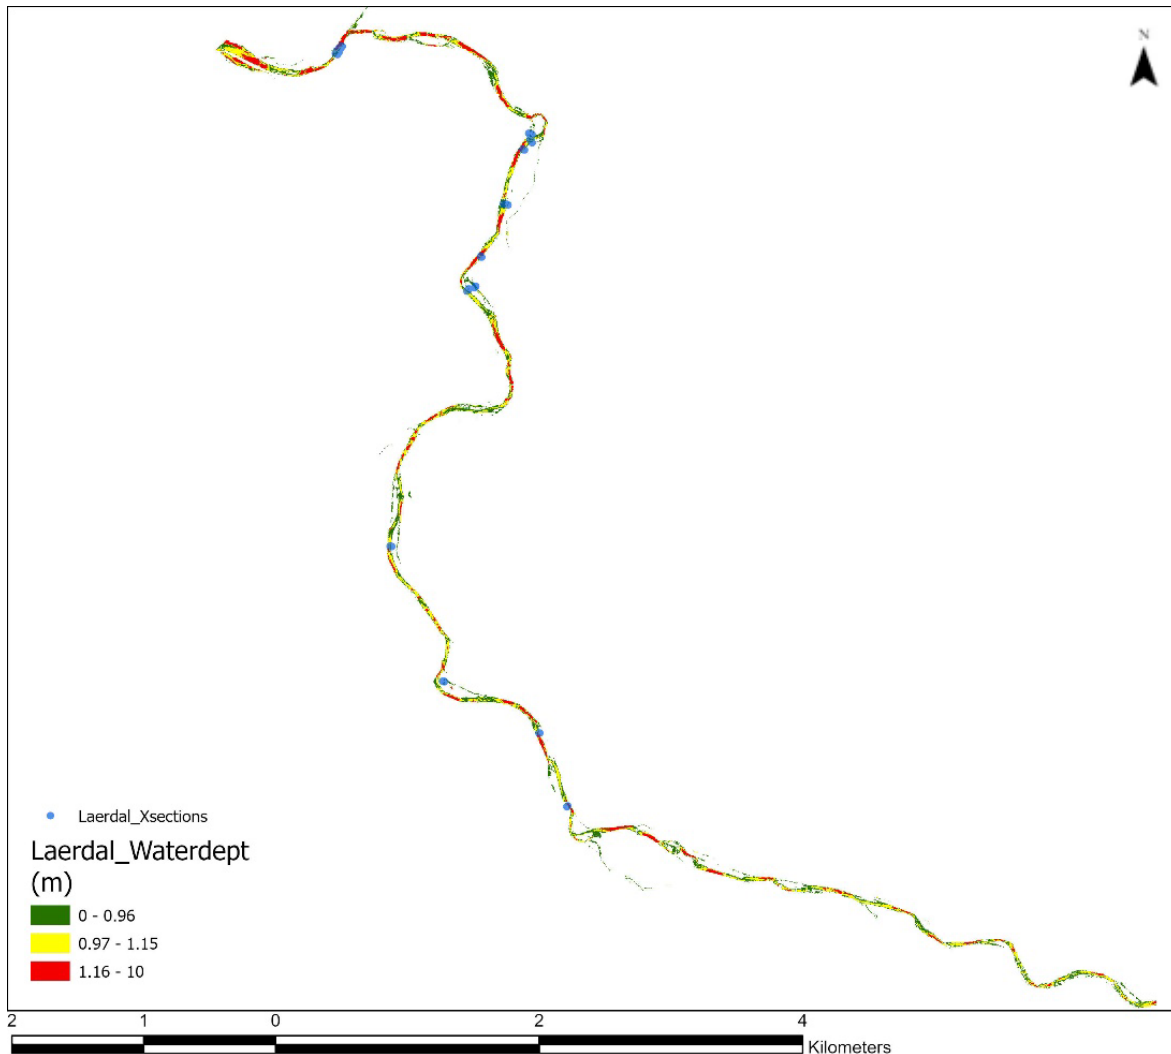 N
Laerdal_Xsections
Laerdal_Waterdept
(m)
0 - 0.96
0.97 - 1.15
1.16 - 10
2 1 0 2 4
Kilometers